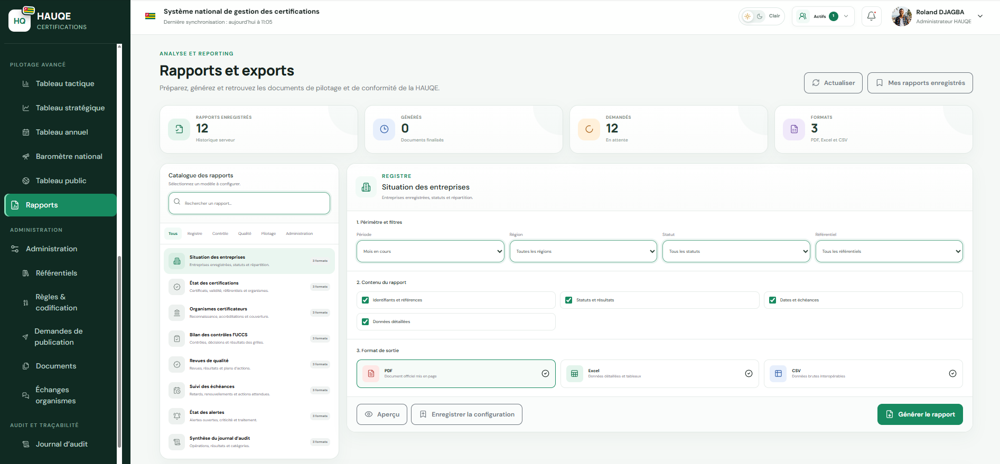 HQ
HAUQE
CERTIFICATIONS
PILOTAGE AVANCÉ
Tableau tactique
Tableau stratégique
Tableau annuel
Baromètre national
Tableau public
Rapports
ADMINISTRATION
Administration
Référentiels
Règles &
codification
Demandes de
publication
Documents
Échanges
organismes
AUDIT ET TRAÇABILITÉ
Journal d'audit
Système national de gestion des certifications
Dernière synchronisation : aujourd'hui à 11:05
Clair
Actifs 1
Roland DJAGBA
Administrateur HAUQE
ANALYSE ET REPORTING
Rapports et exports
Préparez, générez et retrouvez les documents de pilotage et de conformité de la HAUQE.
Actualiser
Mes rapports enregistrés
RAPPORTS ENREGISTRÉS
12
Historique serveur
GÉNÉRÉS
0
Documents finalisés
DEMANDÉS
12
En attente
FORMATS
3
PDF, Excel et CSV
Catalogue des rapports
Sélectionnez un modèle à configurer.
Rechercher un rapport...
Tous Registre Contrôle Qualité Pilotage Administration
Situation des entreprises
Entreprises enregistrées, statuts et répartition.
3 formats
État des certifications
Certificats, validité, référentiels et organismes.
3 formats
Organismes certificateurs
Reconnaissance, accréditations et couverture.
3 formats
Bilan des contrôles FUCCS
Contrôles, décisions et résultats des grilles.
3 formats
Revues de qualité
Revues, résultats et plans d'actions.
3 formats
Suivi des échéances
Retards, renouvellements et actions attendues.
3 formats
État des alertes
Alertes ouvertes, criticité et traitement.
3 formats
Synthèse du journal d'audit
Opérations, résultats et catégories.
3 formats
REGISTRE
Situation des entreprises
Entreprises enregistrées, statuts et répartition.
1. Périmètre et filtres
Période
Mois en cours
Région
Toutes les régions
Statut
Tous les statuts
Référentiel
Tous les référentiels
2. Contenu du rapport
Identifiants et références
Statuts et résultats
Dates et échéances
Données détaillées
3. Format de sortie
PDF
Document officiel mis en page
Excel
Données détaillées et tableaux
CSV
Données brutes interopérables
Aperçu
Enregistrer la configuration
Générer le rapport